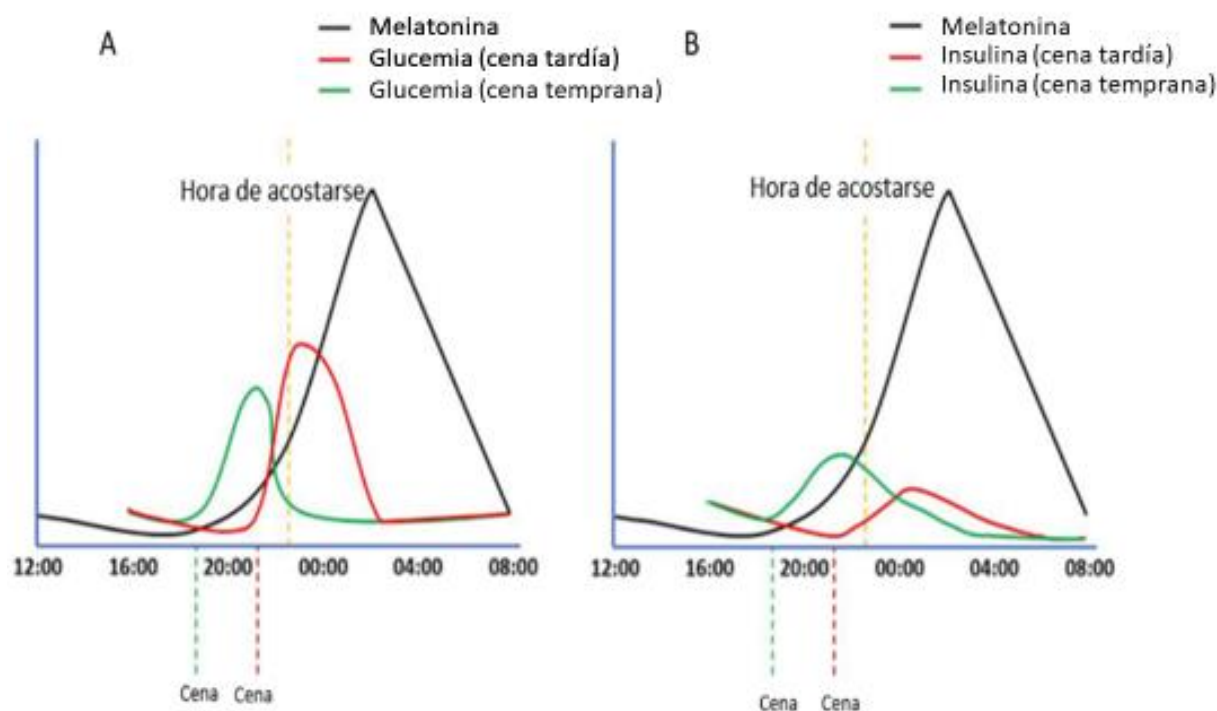 A
Melatonina
Glucemia (cena tardía)
Glucemia (cena temprana)
Hora de acostarse
12:00 16:00 20:00 00:00 04:00 08:00
Cena Cena
B
Melatonina
Insulina (cena tardía)
Insulina (cena temprana)
Hora de acostarse
12:00 16:00 20:00 00:00 04:00 08:00
Cena Cena